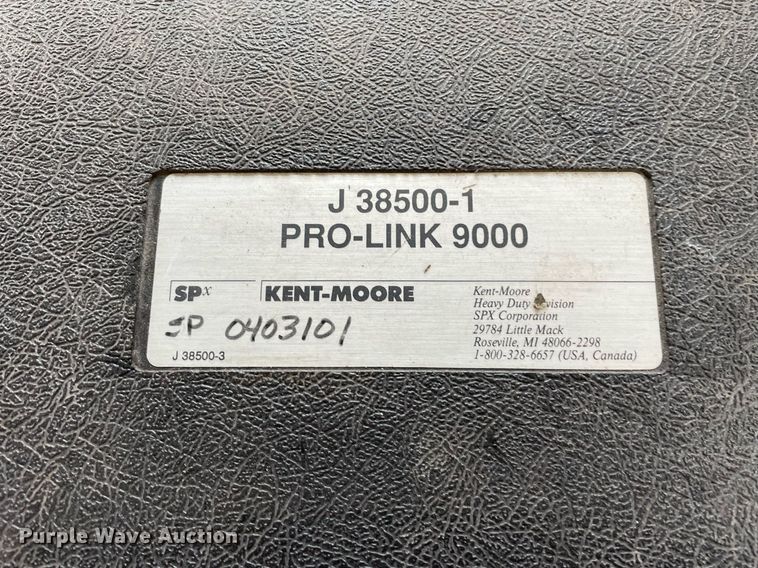 J 38500-1
PRO-LINK 9000
SPX
KENT-MOORE
Kent-Moore
Heavy Duty Division
SPX Corporation
29784 Little Mack
Roseville, MI 48066-2298
1-800-328-6657 (USA, Canada)
SP 0403101
J 38500-3
Purple Wave Auction